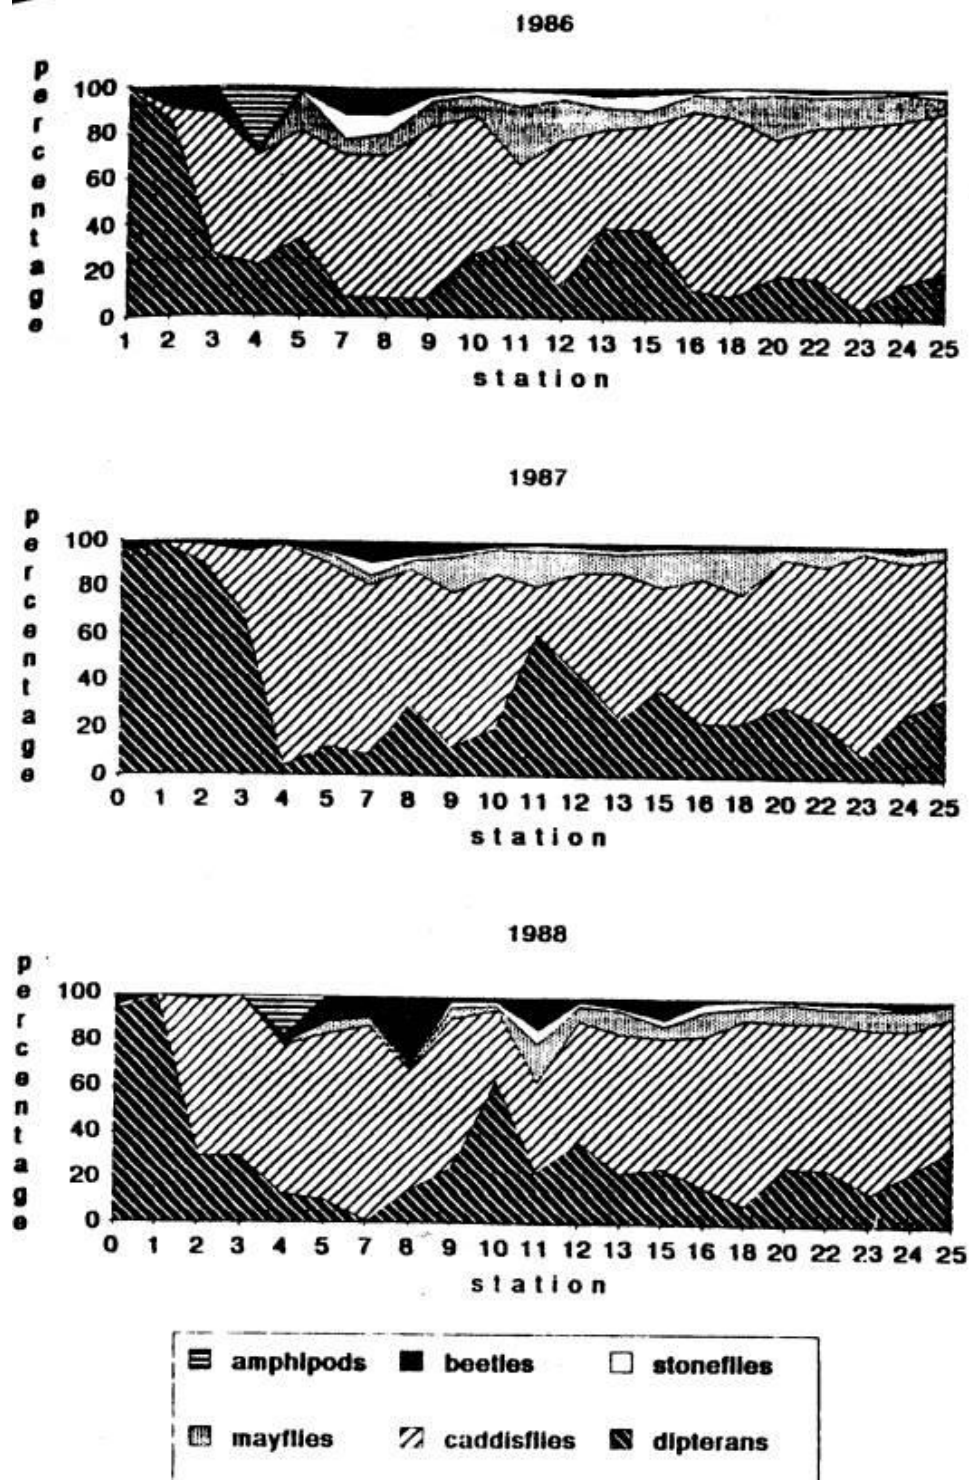 1986
percentage
100
80
60
40
20
0
1 2 3 4 5 7 8 9 10 11 12 13 15 16 18 20 22 23 24 25
station
1987
percentage
100
80
60
40
20
0
0 1 2 3 4 5 7 8 9 10 11 12 13 15 16 18 20 22 23 24 25
station
1988
percentage
100
80
60
40
20
0
0 1 2 3 4 5 7 8 9 10 11 12 13 15 16 18 20 22 23 24 25
station
amphipods beetles stoneflies
mayflies caddisflies dipterans